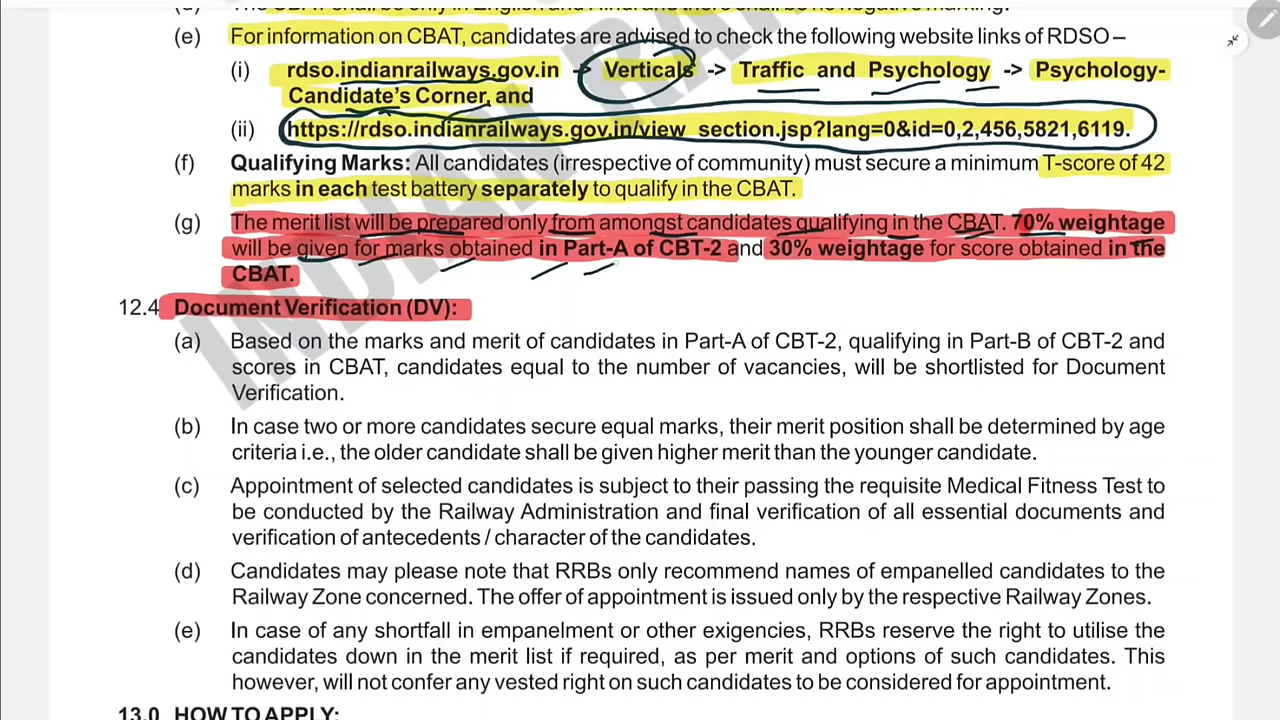 (e) For information on CBAT, candidates are advised to check the following website links of RDSO –
(i) rdso.indianrailways.gov.in -> Verticals -> Traffic and Psychology -> Psychology-
Candidate's Corner, and
(ii) https://rdso.indianrailways.gov.in/view_section.jsp?lang=0&id=0,2,456,5821,6119.
(f) Qualifying Marks: All candidates (irrespective of community) must secure a minimum T-score of 42
marks in each test battery separately to qualify in the CBAT.
(g) The merit list will be prepared only from amongst candidates qualifying in the CBAT. 70% weightage
will be given for marks obtained in Part-A of CBT-2 and 30% weightage for score obtained in the
CBAT.
12.4 Document Verification (DV):
(a) Based on the marks and merit of candidates in Part-A of CBT-2, qualifying in Part-B of CBT-2 and
scores in CBAT, candidates equal to the number of vacancies, will be shortlisted for Document
Verification.
(b) In case two or more candidates secure equal marks, their merit position shall be determined by age
criteria i.e., the older candidate shall be given higher merit than the younger candidate.
(c) Appointment of selected candidates is subject to their passing the requisite Medical Fitness Test to
be conducted by the Railway Administration and final verification of all essential documents and
verification of antecedents / character of the candidates.
(d) Candidates may please note that RRBs only recommend names of empanelled candidates to the
Railway Zone concerned. The offer of appointment is issued only by the respective Railway Zones.
(e) In case of any shortfall in empanelment or other exigencies, RRBs reserve the right to utilise the
candidates down in the merit list if required, as per merit and options of such candidates. This
however, will not confer any vested right on such candidates to be considered for appointment.
13.0 HOW TO APPLY: